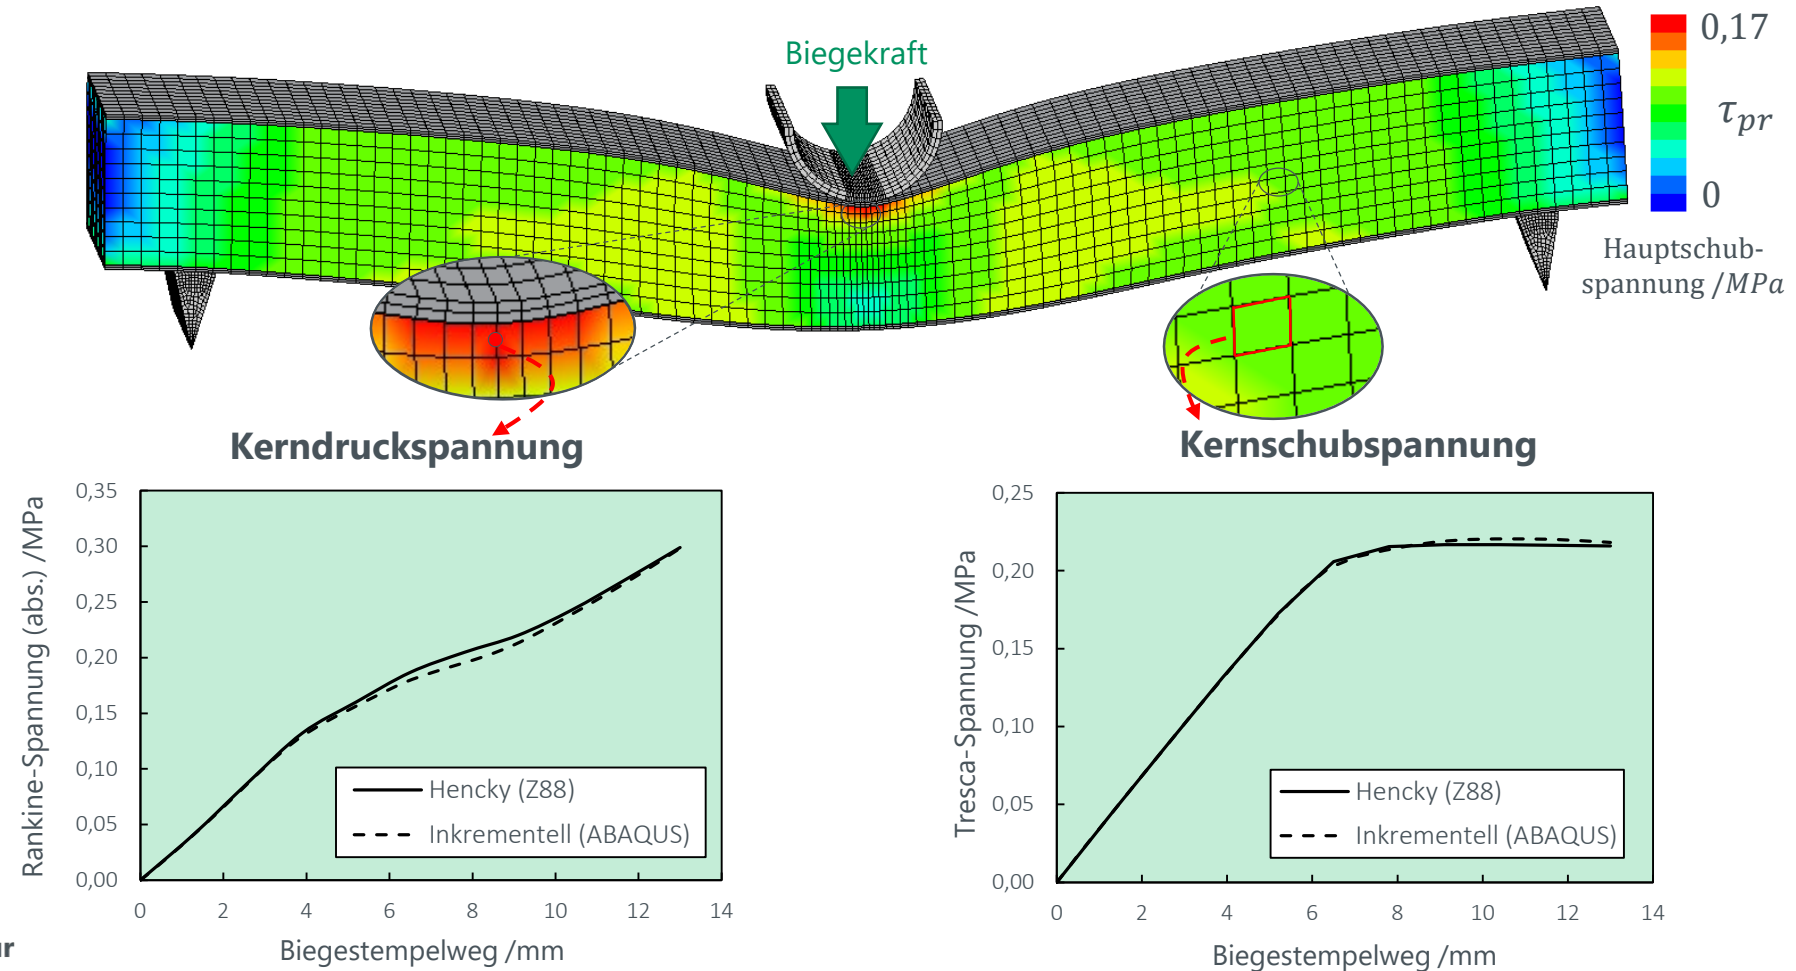 Biegekraft
0,17
τ_pr
0
Hauptschub-
spannung /MPa
Kerndruckspannung
Kernschubspannung
Rankine-Spannung (abs.) /MPa
0,35
0,30
0,25
0,20
0,15
0,10
0,05
0,00
Hencky (Z88)
Inkrementell (ABAQUS)
0 2 4 6 8 10 12 14
Biegestempelweg /mm
Tresca-Spannung /MPa
0,25
0,20
0,15
0,10
0,05
0,00
Hencky (Z88)
Inkrementell (ABAQUS)
0 2 4 6 8 10 12 14
Biegestempelweg /mm